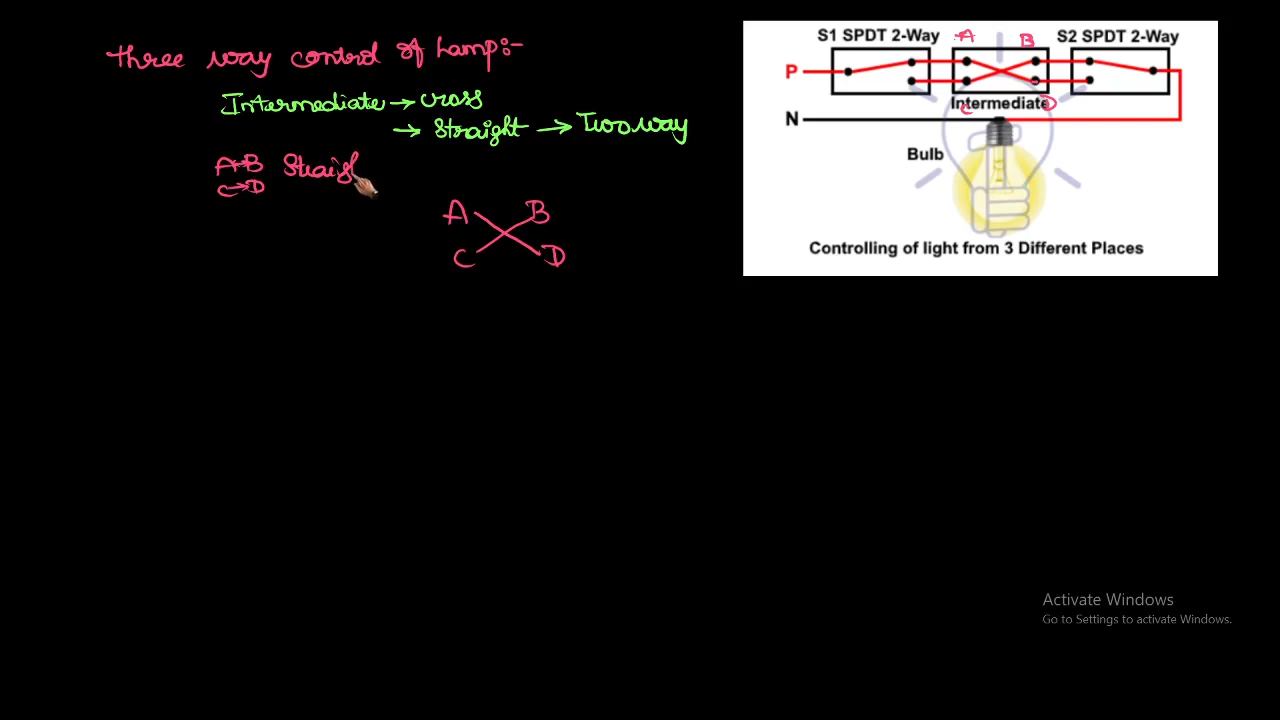 Three way control of Lamp:-
Intermediate → cross
→ Straight → Two way
A→B Straigh
C→D
A B
C D
S1 SPDT 2-Way A B S2 SPDT 2-Way
P
Intermediate
C D
N
Bulb
Controlling of light from 3 Different Places
Activate Windows
Go to Settings to activate Windows.